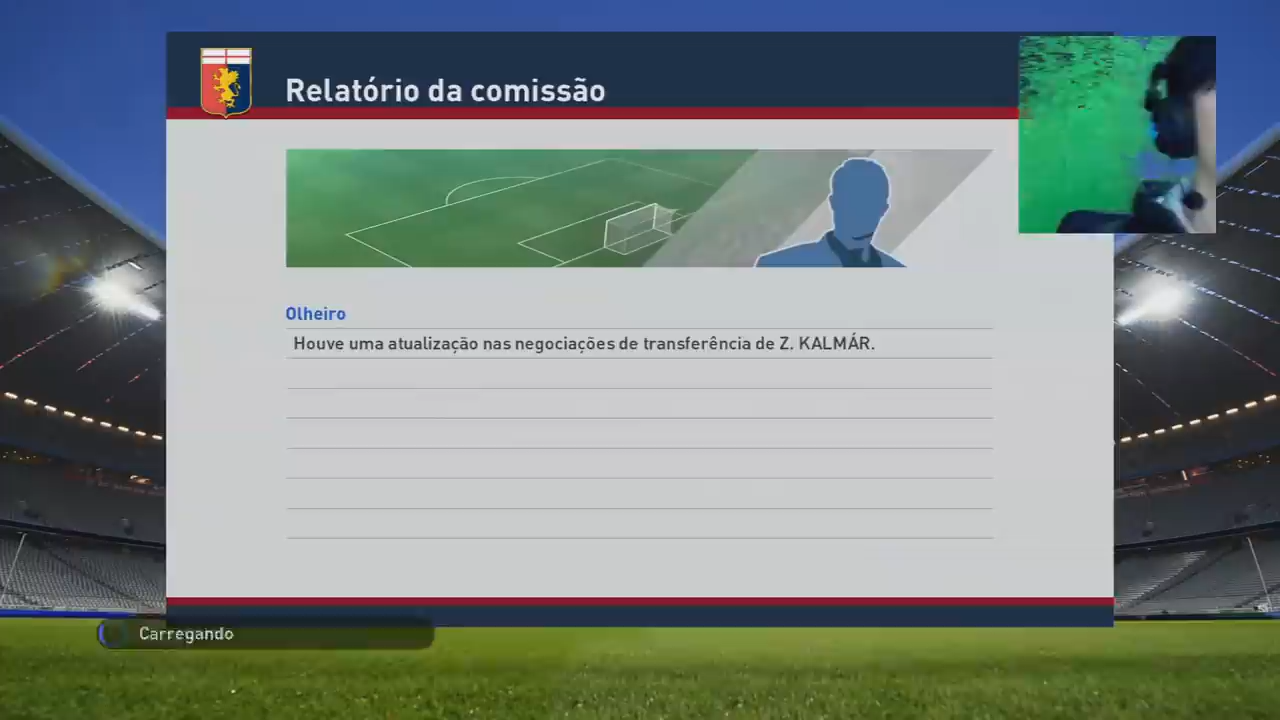 Relatório da comissão
Olheiro
Houve uma atualização nas negociações de transferência de Z. KALMÁR.
Carregando